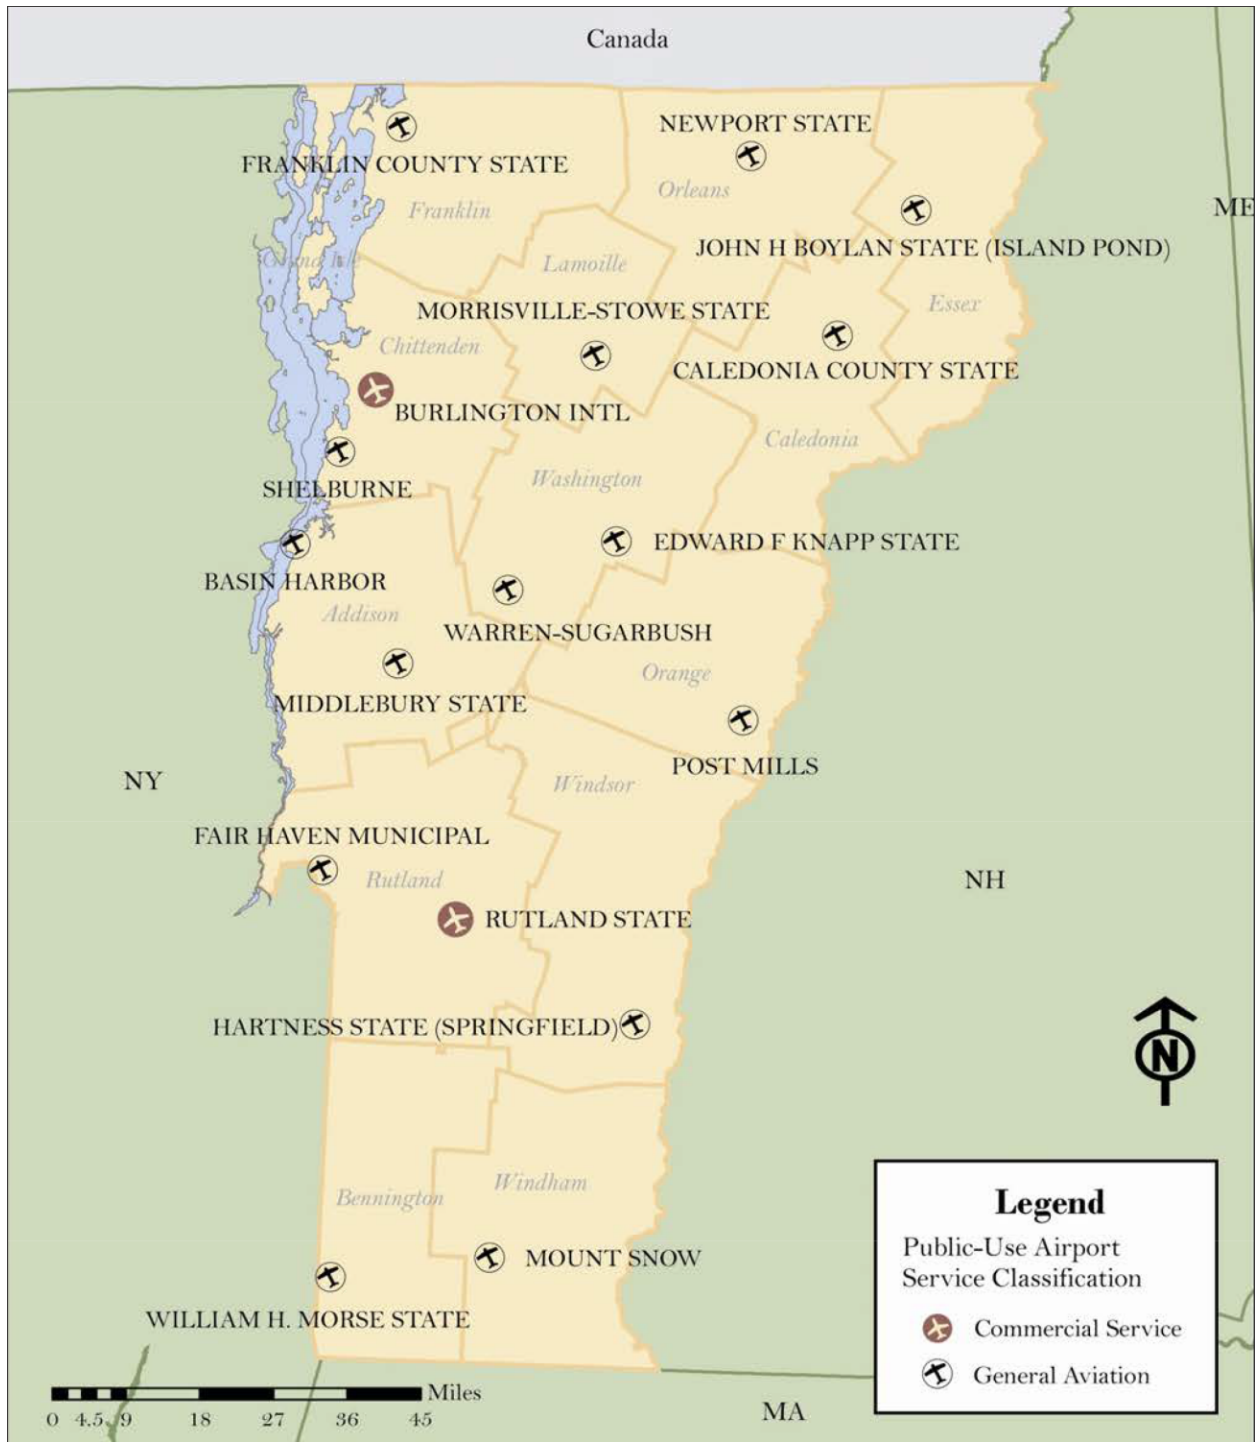 Canada
NEWPORT STATE
FRANKLIN COUNTY STATE
Orleans
Franklin
ME
JOHN H BOYLAN STATE (ISLAND POND)
Grand Isle
Lamoille
Essex
MORRISVILLE-STOWE STATE
Chittenden
CALEDONIA COUNTY STATE
BURLINGTON INTL
Caledonia
Washington
SHELBURNE
EDWARD F KNAPP STATE
BASIN HARBOR
Addison
WARREN-SUGARBUSH
Orange
MIDDLEBURY STATE
POST MILLS
NY
Windsor
FAIR HAVEN MUNICIPAL
Rutland
NH
RUTLAND STATE
HARTNESS STATE (SPRINGFIELD)
N
Windham
Bennington
Legend
Public-Use Airport
Service Classification
MOUNT SNOW
WILLIAM H. MORSE STATE
Commercial Service
General Aviation
Miles
0 4.5 9 18 27 36 45
MA